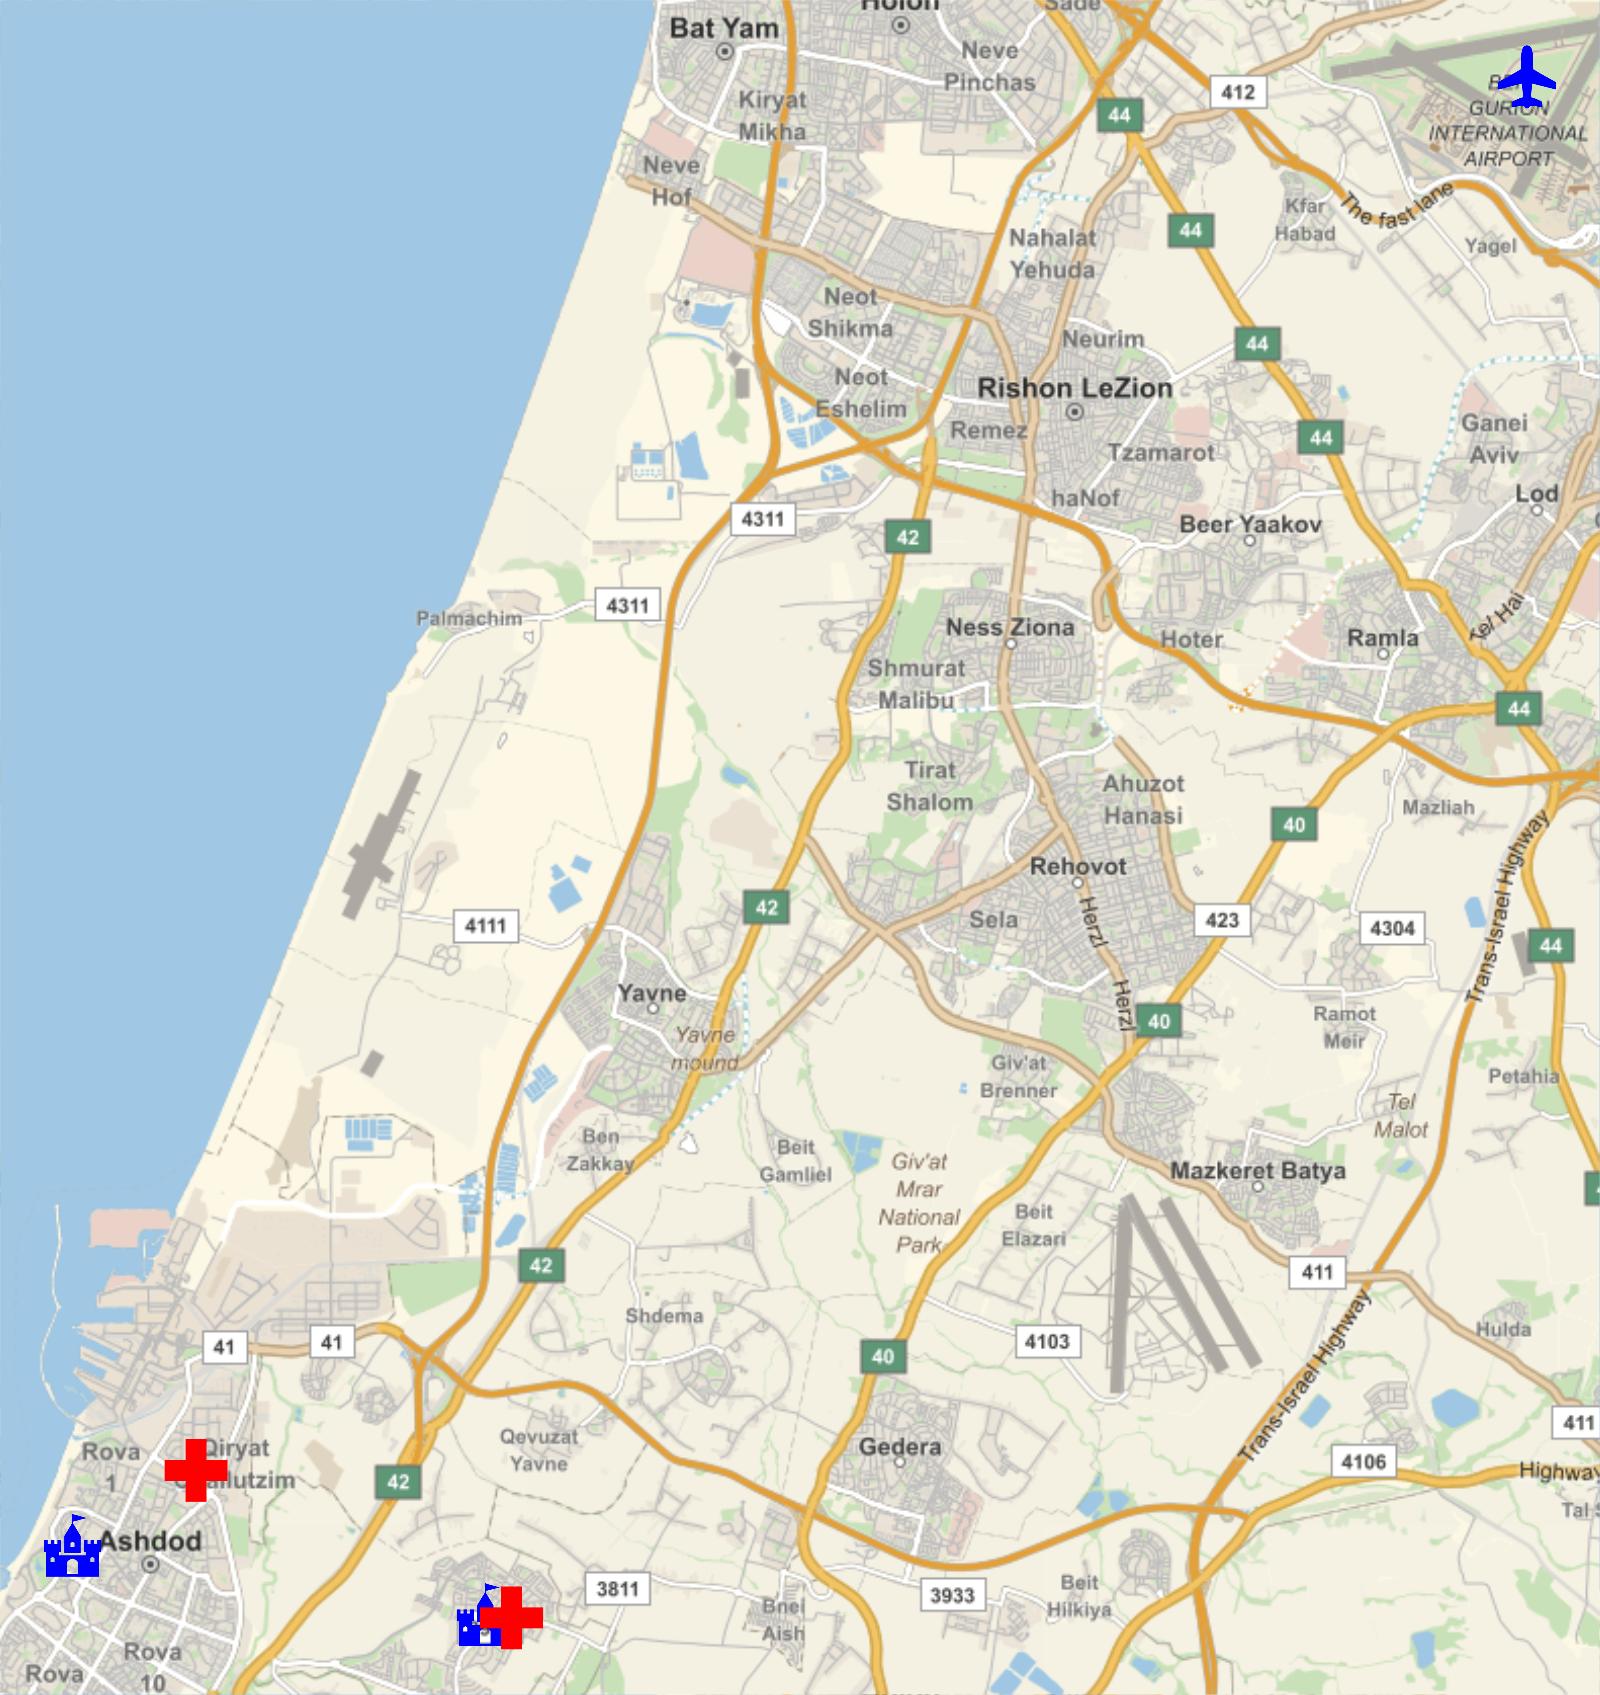 Holon
Sade
Bat Yam
Neve
Pinchas
412
Kiryat
Mikha
44
GURION
INTERNATIONAL
AIRPORT
Neve
Hof
The fast lane
Kfar
Habad
44
Yagel
Nahalat
Yehuda
Neot
Shikma
Neurim
44
Neot
Eshelim
Rishon LeZion
Remez
Tzamarot
44
Ganei
Aviv
haNof
Lod
4311
42
Beer Yaakov
4311
Palmachim
Ness Ziona
Hoter
Ramla
Tel Hai
Shmurat
Malibu
44
Tirat
Shalom
Ahuzot
Hanasi
Mazliah
40
Rehovot
Trans-Israel Highway
42
Sela
Herzl
423
4304
44
4111
Yavne
Herzl
40
Ramot
Meir
Yavne
mound
Giv'at
Brenner
Petahia
Tel
Malot
Ben
Zakkay
Beit
Gamliel
Giv'at
Mrar
National
Park
Mazkeret Batya
Beit
Elazari
42
411
Shdema
41
41
40
4103
Hulda
Trans-Israel Highway
Rova
1
Qiryat
Qevuzat
Yavne
Gedera
411
4106
Highway
42
Ashdod
3811
3933
Beit
Hilkiya
Bnei
Aish
Rova
10
Rova